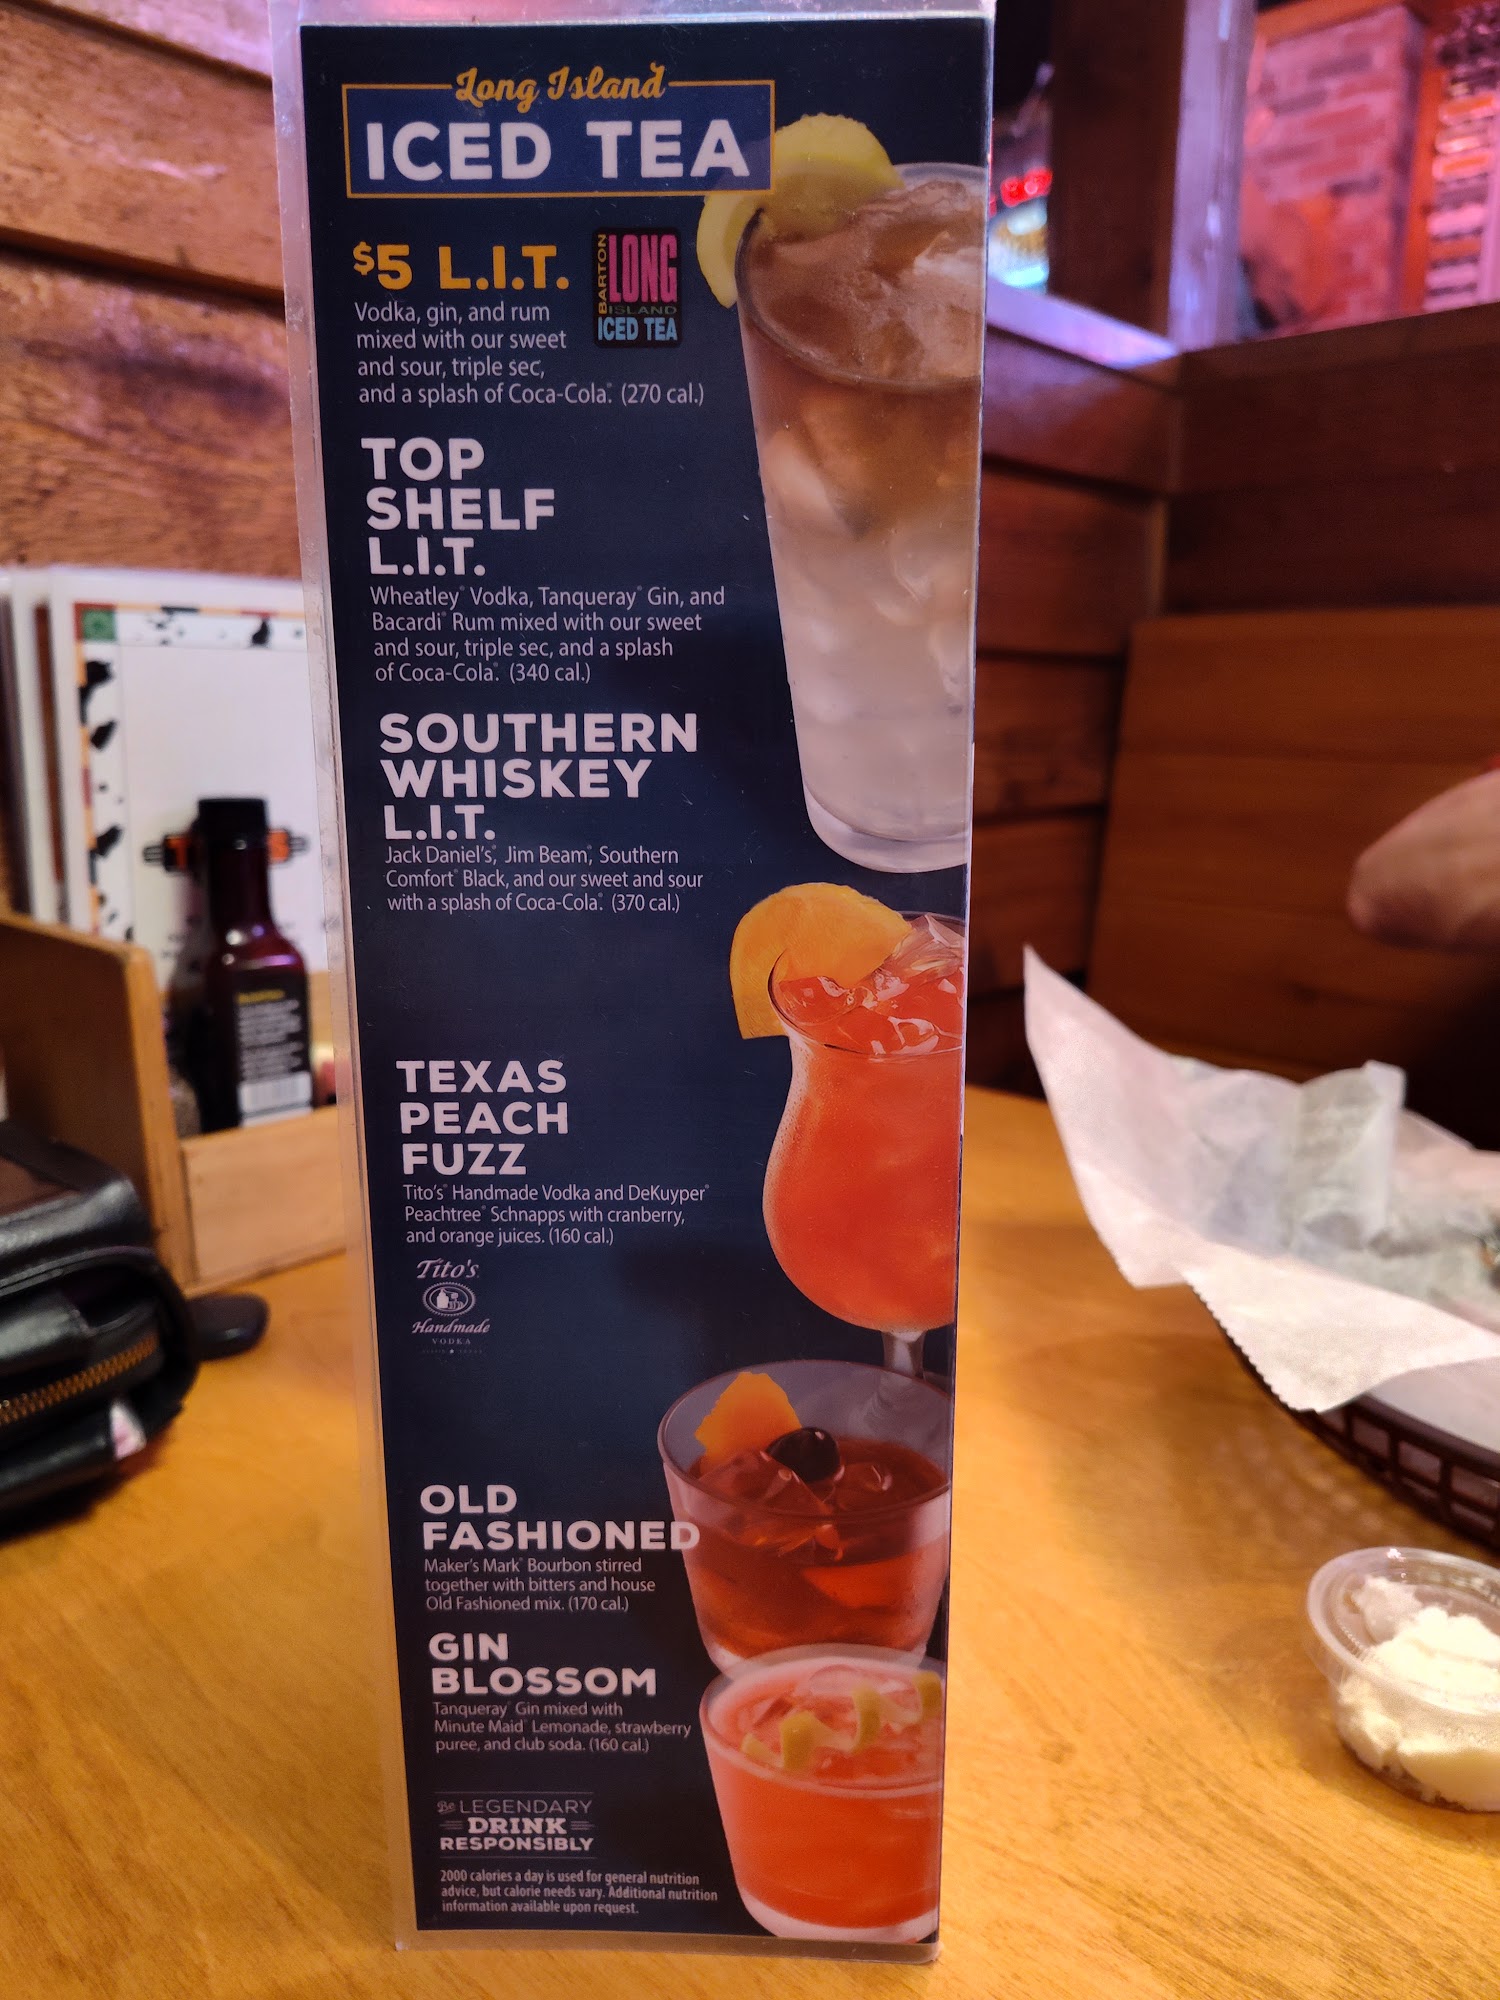 Long Island
ICED TEA
$5 L.I.T.
BARTON
LONG
ISLAND
ICED TEA
Vodka, gin, and rum
mixed with our sweet
and sour, triple sec,
and a splash of Coca-Cola®. (270 cal.)
TOP
SHELF
L.I.T.
Wheatley® Vodka, Tanqueray® Gin, and
Bacardi® Rum mixed with our sweet
and sour, triple sec, and a splash
of Coca-Cola®. (340 cal.)
SOUTHERN
WHISKEY
L.I.T.
Jack Daniel's®, Jim Beam®, Southern
Comfort® Black, and our sweet and sour
with a splash of Coca-Cola®. (370 cal.)
TEXAS
PEACH
FUZZ
Tito's® Handmade Vodka and DeKuyper®
Peachtree® Schnapps with cranberry,
and orange juices. (160 cal.)
Tito's
Handmade
VODKA
OLD
FASHIONED
Maker's Mark® Bourbon stirred
together with bitters and house
Old Fashioned mix. (170 cal.)
GIN
BLOSSOM
Tanqueray® Gin mixed with
Minute Maid® Lemonade, strawberry
puree, and club soda. (160 cal.)
Be LEGENDARY
DRINK
RESPONSIBLY
2000 calories a day is used for general nutrition
advice, but calorie needs vary. Additional nutrition
information available upon request.